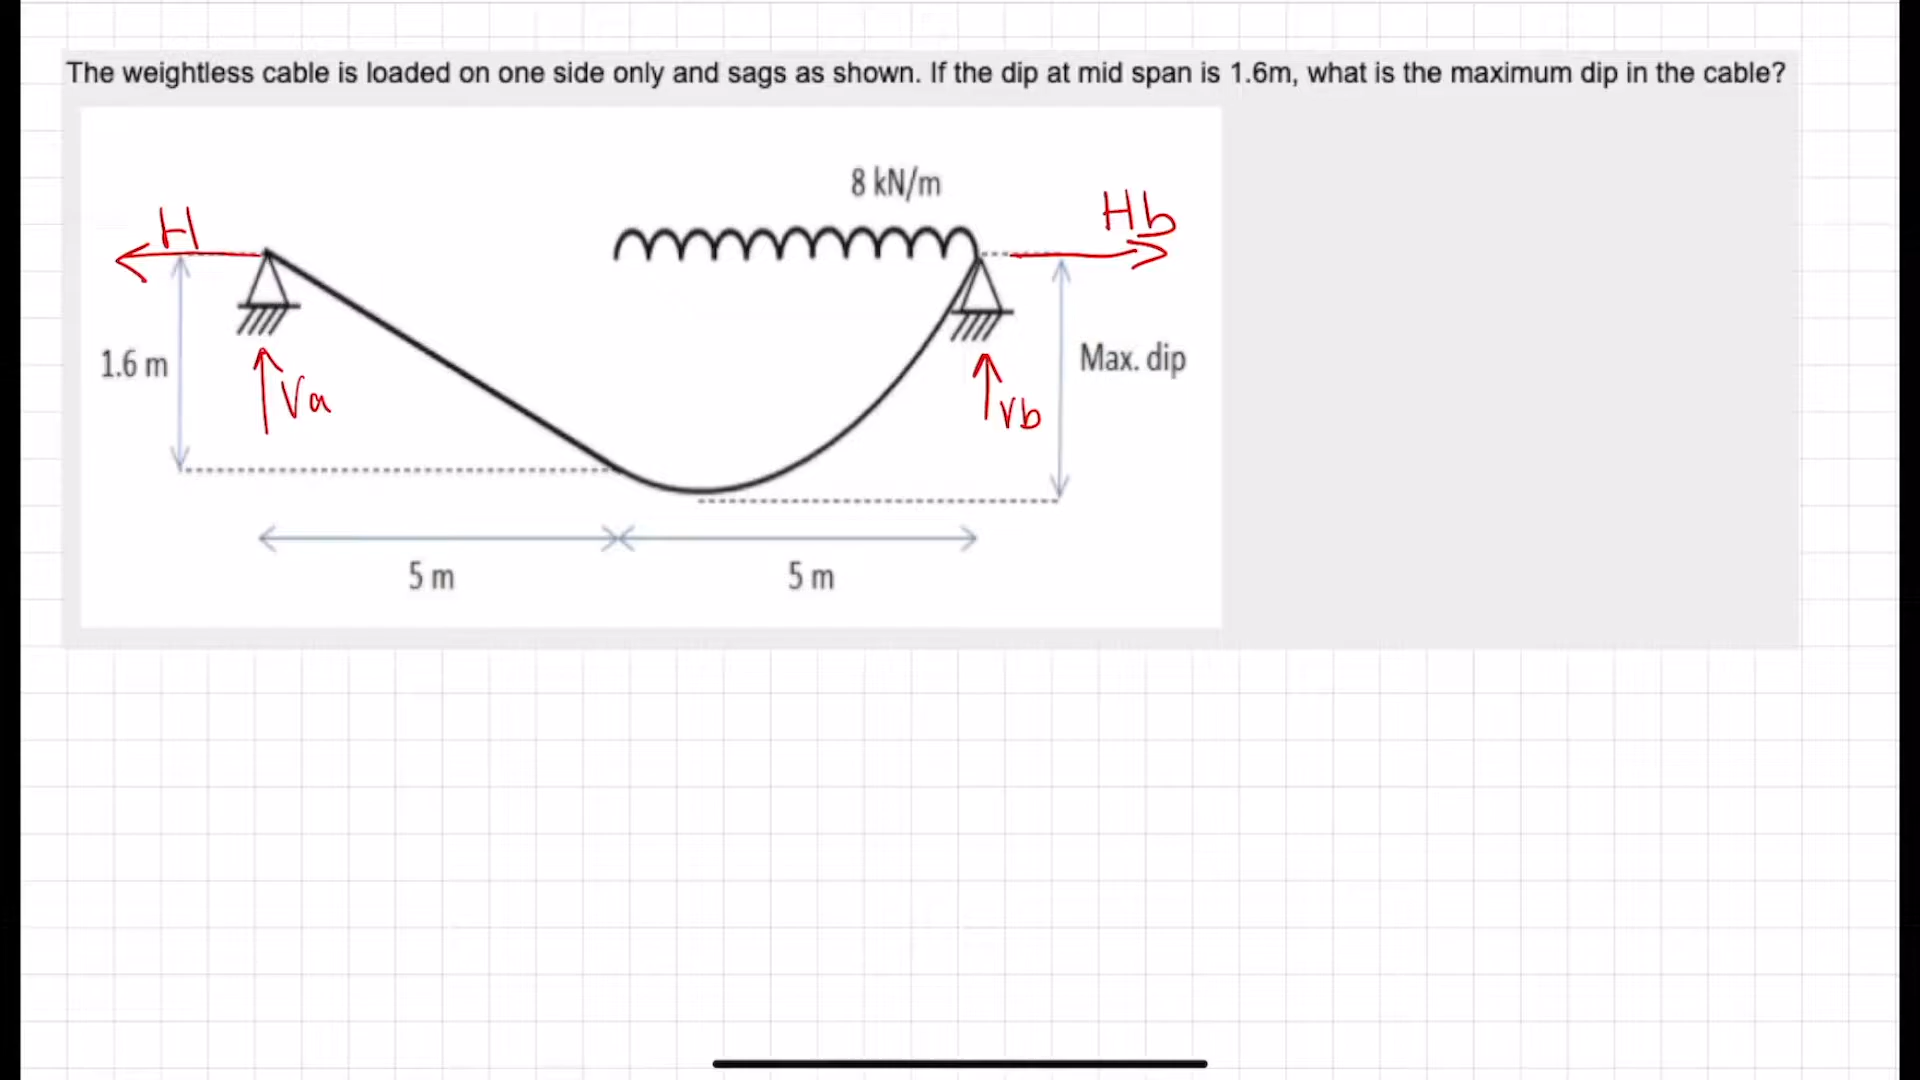 The weightless cable is loaded on one side only and sags as shown. If the dip at mid span is 1.6m, what is the maximum dip in the cable?
8 kN/m
H
Hb
1.6 m
Va
Vb
Max. dip
5 m
5 m